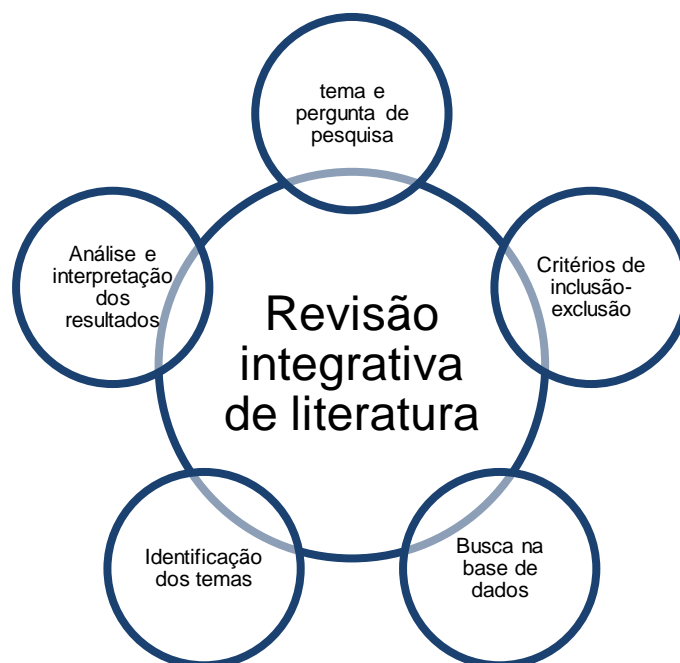 tema e
pergunta de
pesquisa
Critérios de
inclusão-
exclusão
Busca na
base de
dados
Identificação
dos temas
Análise e
interpretação
dos
resultados
Revisão
integrativa
de literatura